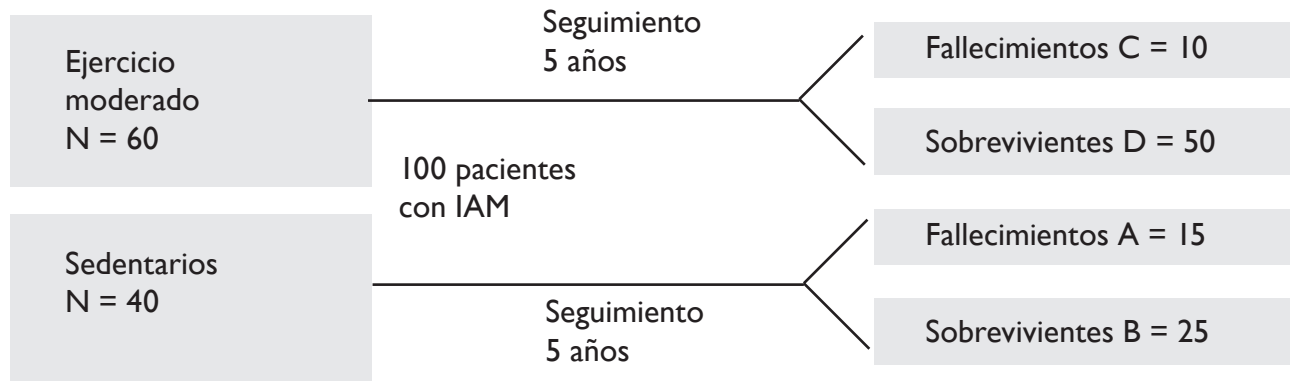 Ejercicio
moderado
N = 60
Seguimiento
5 años
Fallecimientos C = 10
Sobrevivientes D = 50
100 pacientes
con IAM
Sedentarios
N = 40
Seguimiento
5 años
Fallecimientos A = 15
Sobrevivientes B = 25